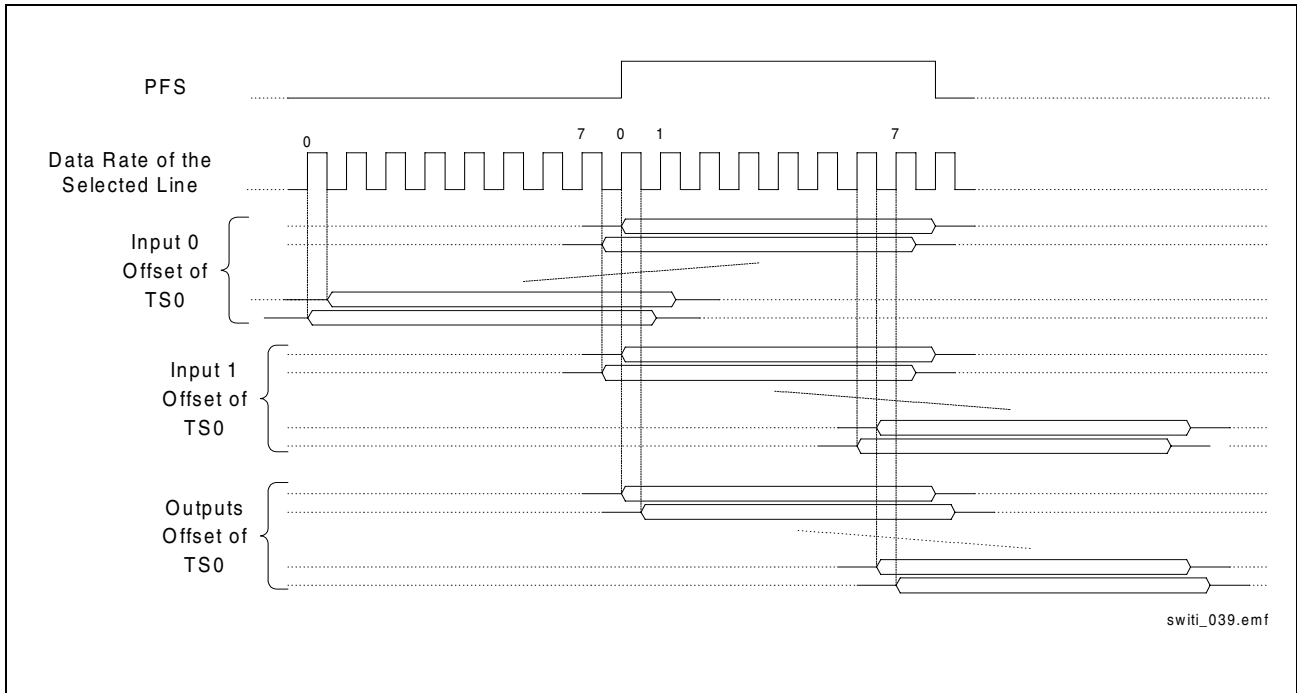 PFS
0 7 0 1 7
Data Rate of the
Selected Line
Input 0
Offset of
TS0
Input 1
Offset of
TS0
Outputs
Offset of
TS0
switi_039.emf